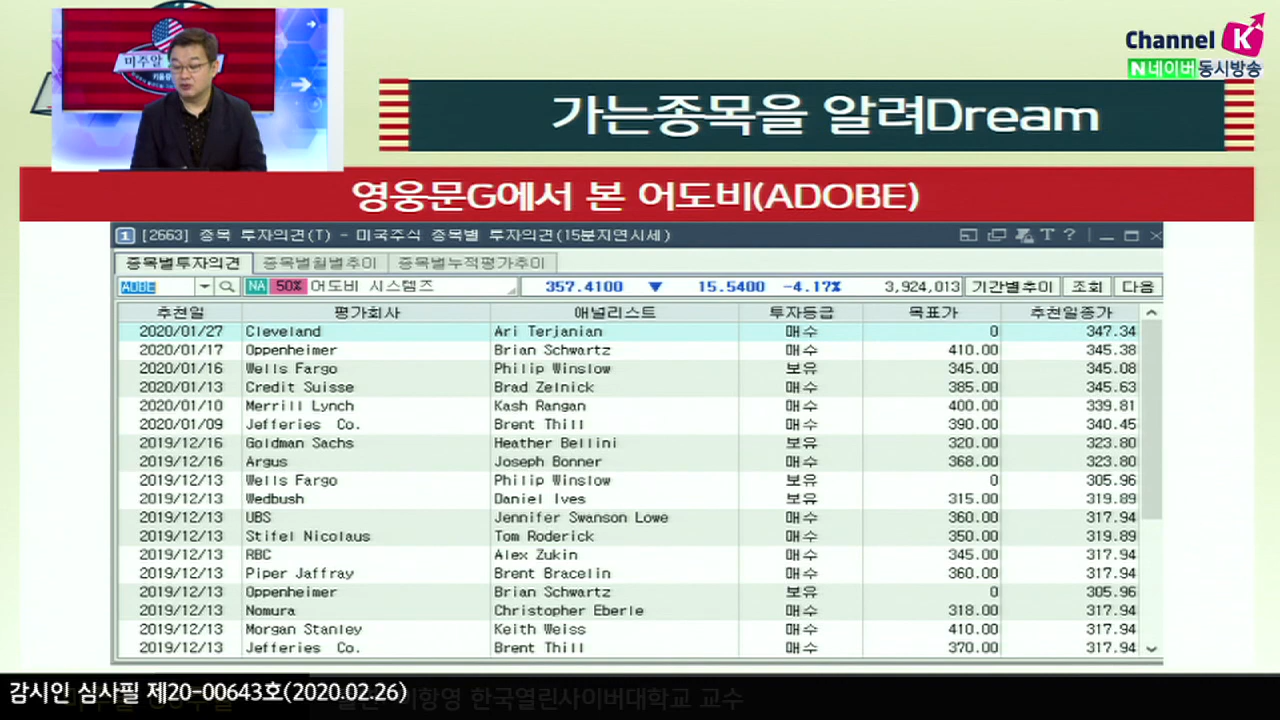 Channel K
N네이버 동시방송
미주알
가는종목을 알려Dream
영웅문G에서 본 어도비(ADOBE)
1 [2663] 종목 투자의견(T) - 미국주식 종목별 투자의견(15분지연시세)
종목별투자의견 종목별월별추이 종목별누적평가추이
ADBE NA 50% 어도비 시스템즈 357.4100 ▼ 15.5400 -4.17% 3,924,013 기간별추이 조회 다음
추천일 평가회사 애널리스트 투자등급 목표가 추천일종가
2020/01/27 Cleveland Ari Terjanian 매수 0 347.34
2020/01/17 Oppenheimer Brian Schwartz 매수 410.00 345.38
2020/01/16 Wells Fargo Philip Winslow 보유 345.00 345.08
2020/01/13 Credit Suisse Brad Zelnick 매수 385.00 345.63
2020/01/10 Merrill Lynch Kash Rangan 매수 400.00 339.81
2020/01/09 Jefferies Co. Brent Thill 매수 390.00 340.45
2019/12/16 Goldman Sachs Heather Bellini 보유 320.00 323.80
2019/12/16 Argus Joseph Bonner 매수 368.00 323.80
2019/12/13 Wells Fargo Philip Winslow 보유 0 305.96
2019/12/13 Wedbush Daniel Ives 보유 315.00 319.89
2019/12/13 UBS Jennifer Swanson Lowe 매수 360.00 317.94
2019/12/13 Stifel Nicolaus Tom Roderick 매수 350.00 319.89
2019/12/13 RBC Alex Zukin 매수 345.00 317.94
2019/12/13 Piper Jaffray Brent Bracelin 매수 360.00 317.94
2019/12/13 Oppenheimer Brian Schwartz 보유 0 305.96
2019/12/13 Nomura Christopher Eberle 매수 318.00 317.94
2019/12/13 Morgan Stanley Keith Weiss 매수 410.00 317.94
2019/12/13 Jefferies Co. Brent Thill 매수 370.00 317.94
감시인 심사필 제20-00643호(2020.02.26)
이항영 한국열린사이버대학교 교수